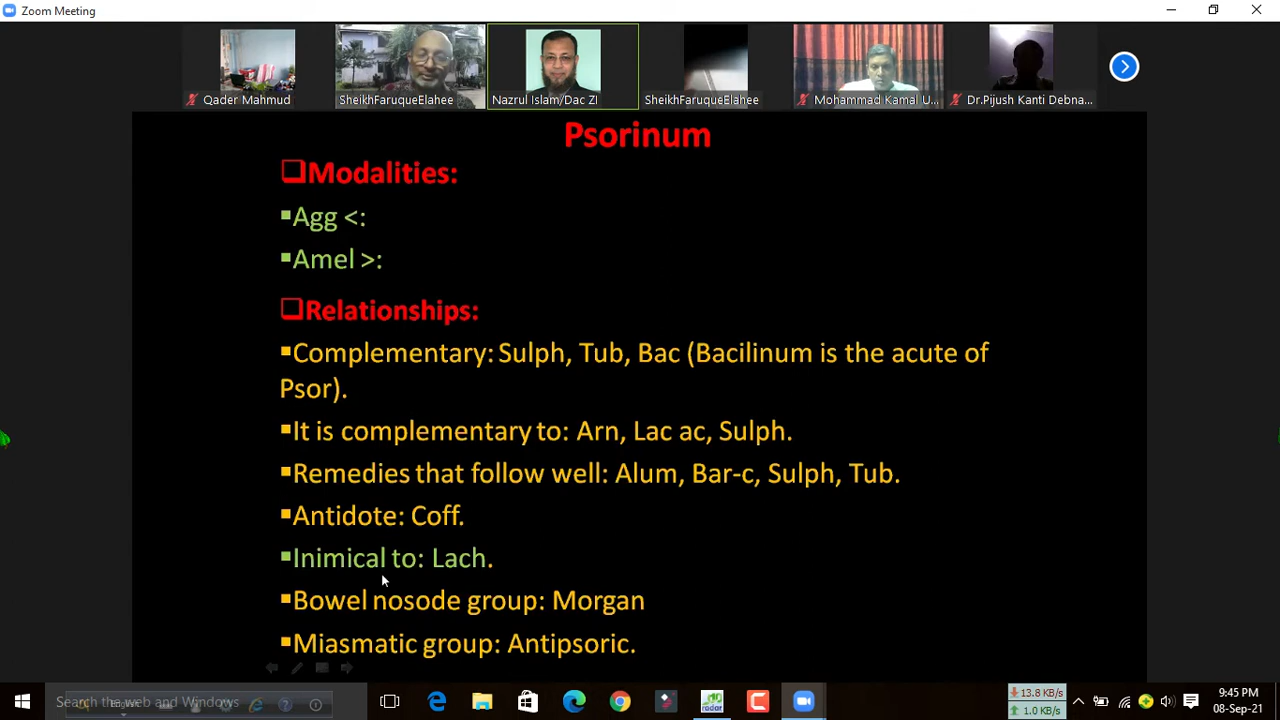 Zoom Meeting
Qader Mahmud
SheikhFaruqueElahee
Nazrul Islam/Dac ZI
SheikhFaruqueElahee
Mohammad Kamal U...
Dr.Pijush Kanti Debna...
Psorinum
Modalities:
Agg <:
Amel >:
Relationships:
Complementary: Sulph, Tub, Bac (Bacilinum is the acute of
Psor).
It is complementary to: Arn, Lac ac, Sulph.
Remedies that follow well: Alum, Bar-c, Sulph, Tub.
Antidote: Coff.
Inimical to: Lach.
Bowel nosode group: Morgan
Miasmatic group: Antipsoric.
Search the web and Windows
English
radar
13.8 KB/s
1.0 KB/s
9:45 PM
08-Sep-21